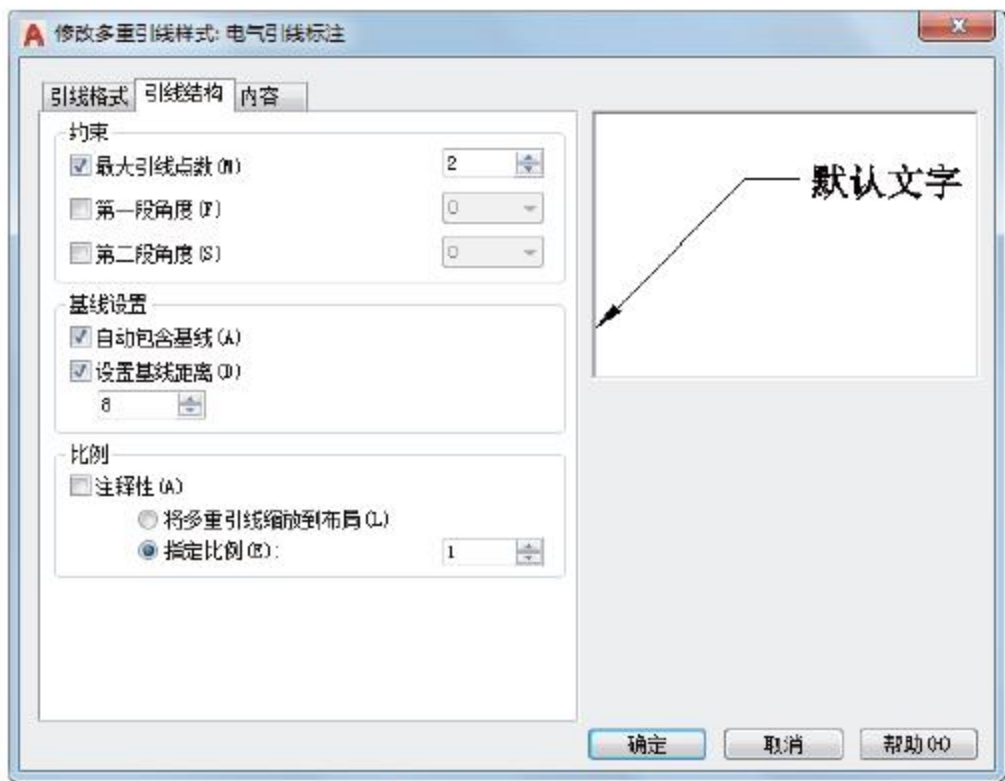 修改多重引线样式: 电气引线标注
引线格式 引线结构 内容
约束
最大引线点数(M) 2
第一段角度(F) 0
第二段角度(S) 0
基线设置
自动包含基线(A)
设置基线距离(D)
8
比例
注释性(A)
将多重引线缩放到布局(L)
指定比例(E): 1
默认文字
确定 取消 帮助(H)